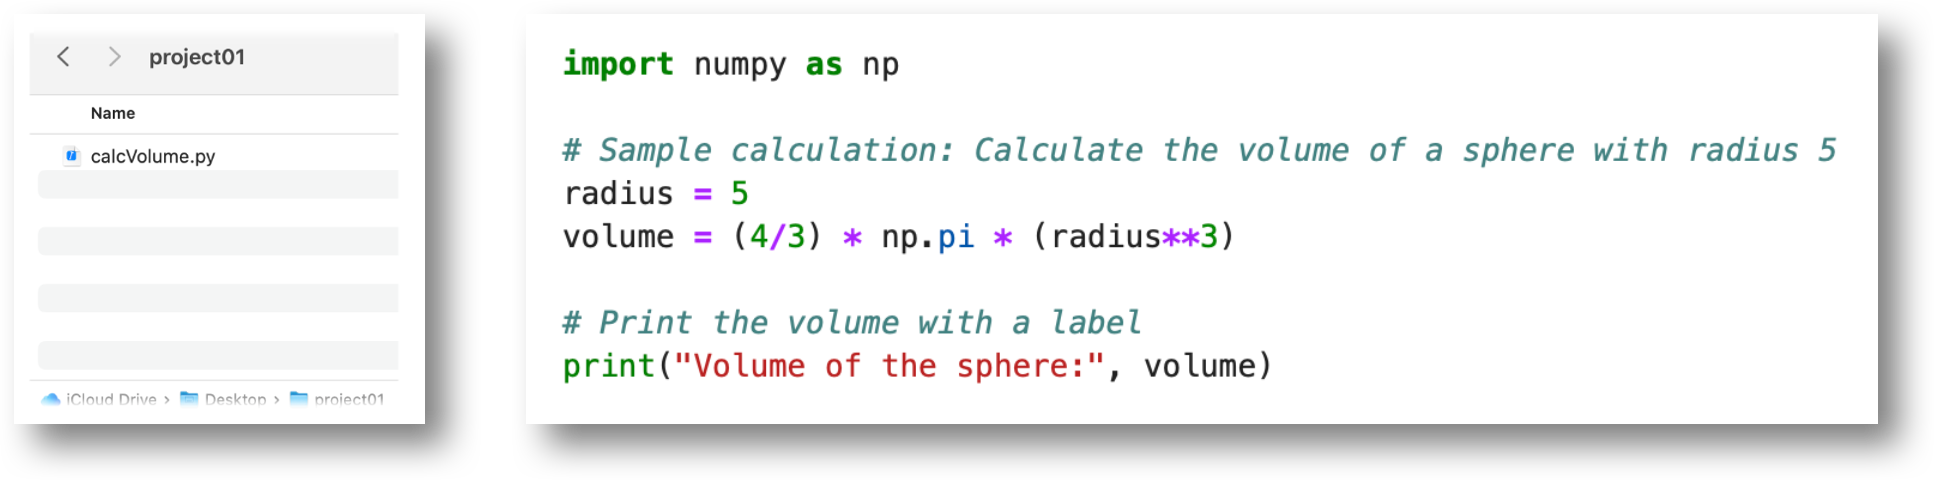 project01
Name
calcVolume.py
iCloud Drive › Desktop › project01
import numpy as np
# Sample calculation: Calculate the volume of a sphere with radius 5
radius = 5
volume = (4/3) * np.pi * (radius**3)
# Print the volume with a label
print("Volume of the sphere:", volume)